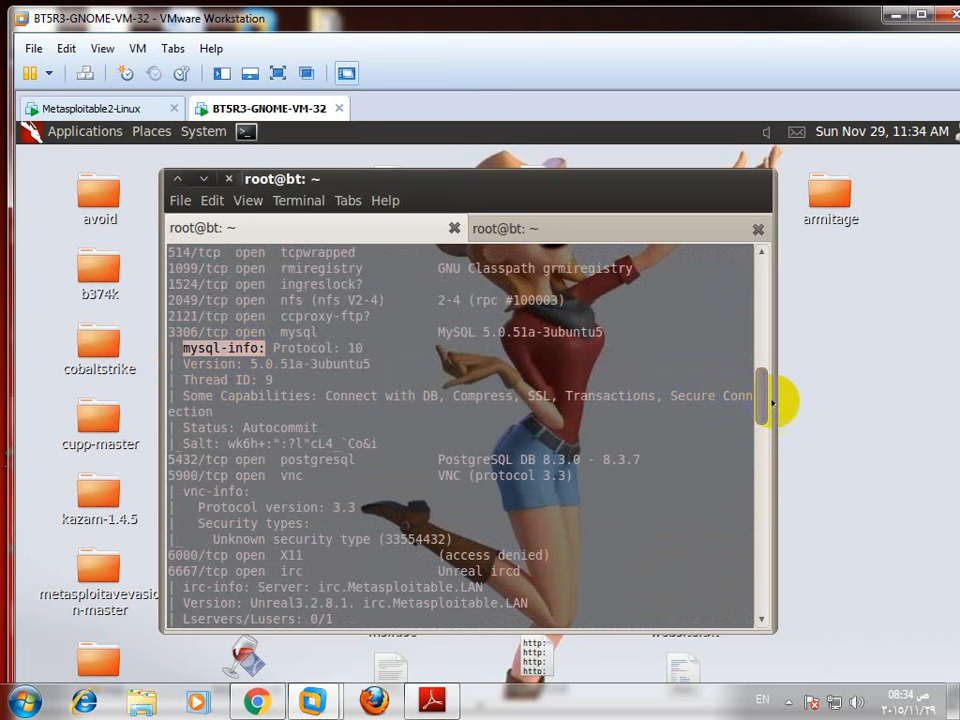 BT5R3-GNOME-VM-32 - VMware Workstation
File Edit View VM Tabs Help
Metasploitable2-Linux
BT5R3-GNOME-VM-32
Applications Places System
Sun Nov 29, 11:34 AM
root@bt: ~
File Edit View Terminal Tabs Help
root@bt: ~
root@bt: ~
514/tcp open tcpwrapped
1099/tcp open rmiregistry GNU Classpath grmiregistry
1524/tcp open ingreslock?
2049/tcp open nfs (nfs V2-4) 2-4 (rpc #100003)
2121/tcp open ccproxy-ftp?
3306/tcp open mysql MySQL 5.0.51a-3ubuntu5
| mysql-info: Protocol: 10
| Version: 5.0.51a-3ubuntu5
| Thread ID: 9
| Some Capabilities: Connect with DB, Compress, SSL, Transactions, Secure Conn
ection
| Status: Autocommit
|_Salt: wk6h+:":?l"cL4_`Co&i
5432/tcp open postgresql PostgreSQL DB 8.3.0 - 8.3.7
5900/tcp open vnc VNC (protocol 3.3)
| vnc-info:
| Protocol version: 3.3
| Security types:
|_ Unknown security type (33554432)
6000/tcp open X11 (access denied)
6667/tcp open irc Unreal ircd
| irc-info: Server: irc.Metasploitable.LAN
| Version: Unreal3.2.8.1. irc.Metasploitable.LAN
| Lservers/Lusers: 0/1
avoid
b374k
cobaltstrike
cupp-master
kazam-1.4.5
metasploitavevasio
n-master
armitage
http:
http:
http:
http:
EN
08:34 ص
٢٠١٥/١١/٢٩